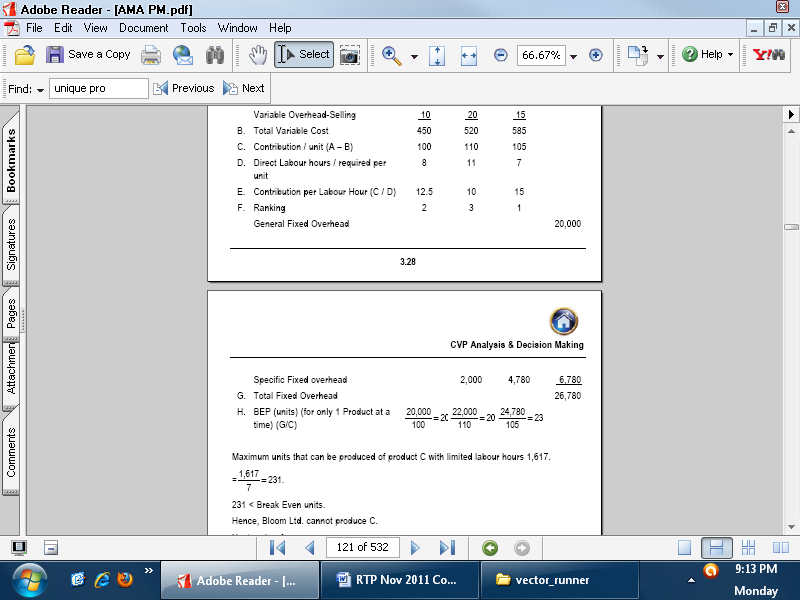 Adobe Reader - [AMA PM.pdf]
File Edit View Document Tools Window Help
Save a Copy Select 66.67% Help Y!
Find: unique pro Previous Next
Bookmarks
Signatures
Pages
Attachmen
Comments
Variable Overhead-Selling 10 20 15
B. Total Variable Cost 450 520 585
C. Contribution / unit (A – B) 100 110 105
D. Direct Labour hours / required per 8 11 7
unit
E. Contribution per Labour Hour (C / D) 12.5 10 15
F. Ranking 2 3 1
General Fixed Overhead 20,000
3.28
CVP Analysis & Decision Making
Specific Fixed overhead 2,000 4,780 6,780
G. Total Fixed Overhead 26,780
H. BEP (units) (for only 1 Product at a 20,000/100 = 20 22,000/110 = 20 24,780/105 = 23
time) (G/C)
Maximum units that can be produced of product C with limited labour hours 1,617.
= 1,617/7 = 231.
231 < Break Even units.
Hence, Bloom Ltd. cannot produce C.
121 of 532
Adobe Reader - [... RTP Nov 2011 Co... vector_runner
9:13 PM
Monday